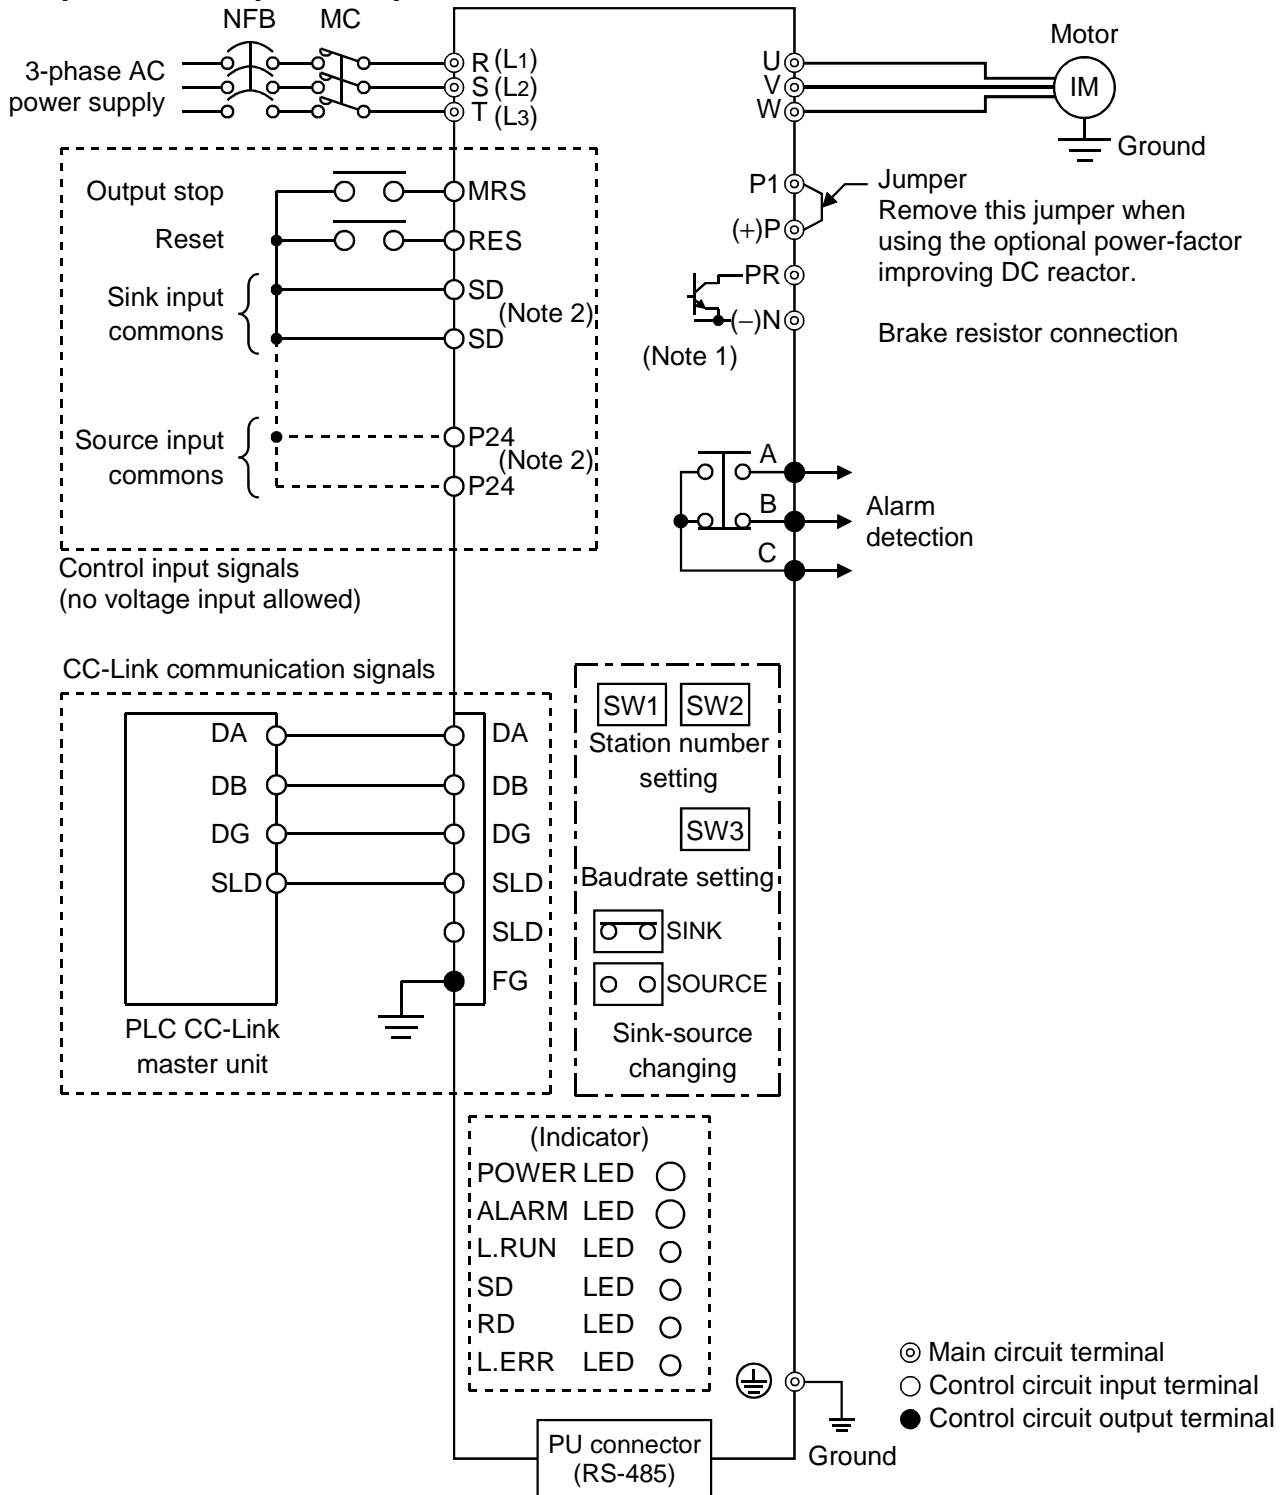 NFB
MC
3-phase AC
power supply
R (L1)
S (L2)
T (L3)
U
V
W
Motor
IM
Ground
Output stop
MRS
Reset
RES
Sink input
commons
SD
(Note 2)
SD
Source input
commons
P24
(Note 2)
P24
Control input signals
(no voltage input allowed)
P1
(+)P
PR
(−)N
(Note 1)
Jumper
Remove this jumper when
using the optional power-factor
improving DC reactor.
Brake resistor connection
A
B
C
Alarm
detection
CC-Link communication signals
DA
DA
DB
DB
DG
DG
SLD
SLD
SLD
FG
PLC CC-Link
master unit
SW1
SW2
Station number
setting
SW3
Baudrate setting
SINK
SOURCE
Sink-source
changing
(Indicator)
POWER LED
ALARM LED
L.RUN LED
SD LED
RD LED
L.ERR LED
PU connector
(RS-485)
Ground
Main circuit terminal
Control circuit input terminal
Control circuit output terminal